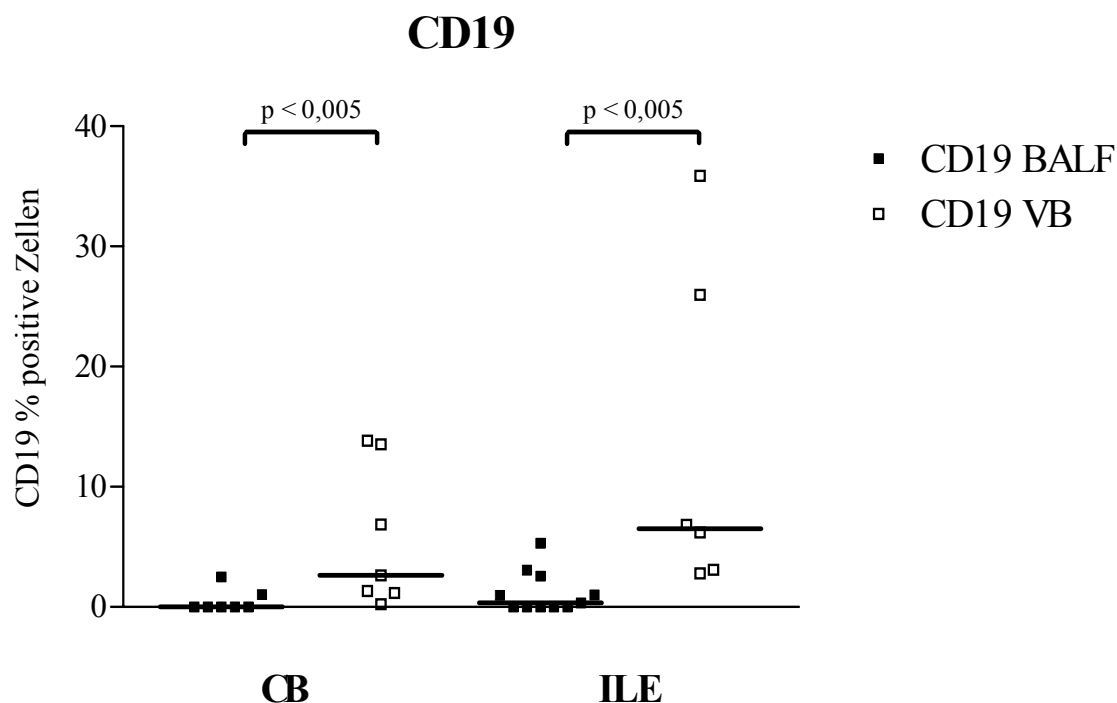 CD19
p < 0,005
p < 0,005
CD19 BALF
CD19 VB
CD19 % positive Zellen
40
30
20
10
0
CB
ILE